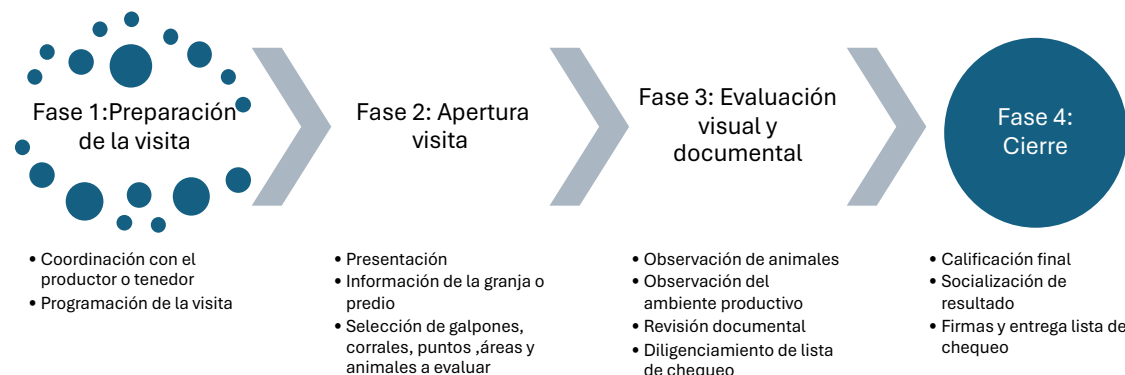 Fase 1:Preparación
de la visita
• Coordinación con el
productor o tenedor
• Programación de la visita
Fase 2: Apertura
visita
• Presentación
• Información de la granja o
predio
• Selección de galpones,
corrales, puntos ,áreas y
animales a evaluar
Fase 3: Evaluación
visual y
documental
• Observación de animales
• Observación del
ambiente productivo
• Revisión documental
• Diligenciamiento de lista
de chequeo
Fase 4:
Cierre
• Calificación final
• Socialización de
resultado
• Firmas y entrega lista de
chequeo